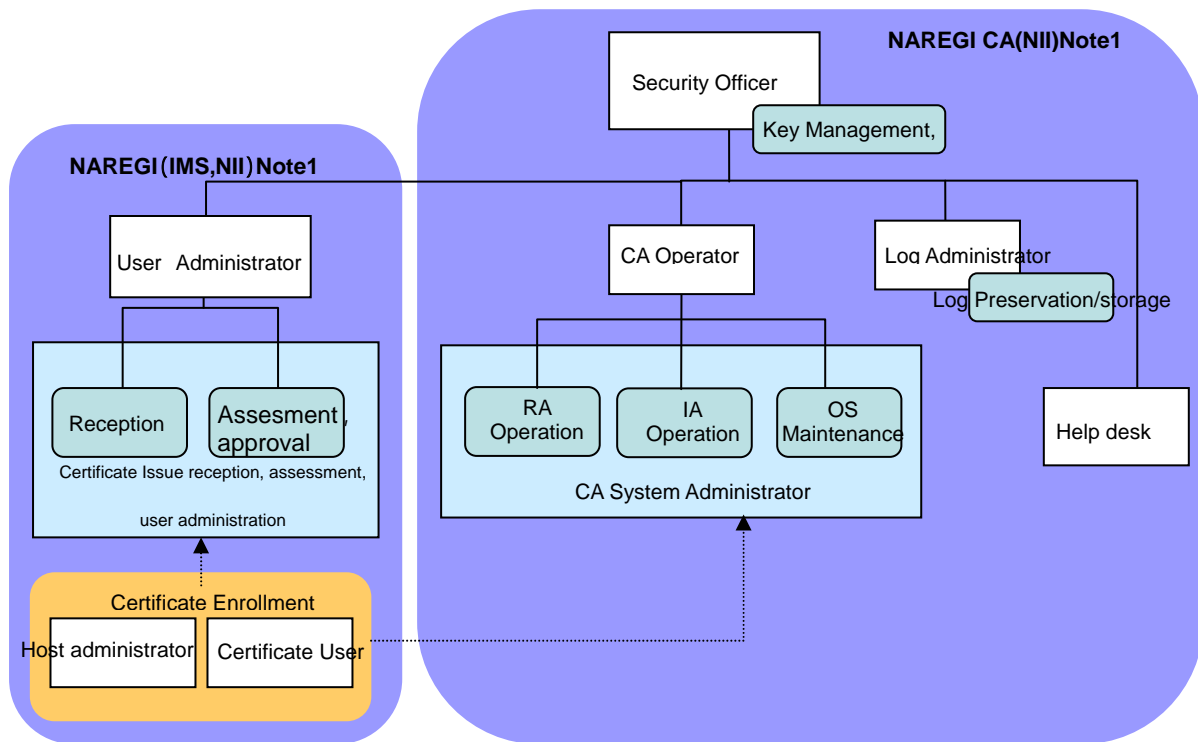 NAREGI CA(NII)Note1
Security Officer
Key Management,
NAREGI（IMS,NII）Note1
User Administrator
CA Operator
Log Administrator
Log Preservation/storage
Reception
Assesment,
approval
Certificate Issue reception, assessment,
user administration
RA
Operation
IA
Operation
OS
Maintenance
CA System Administrator
Help desk
Certificate Enrollment
Host administrator
Certificate User